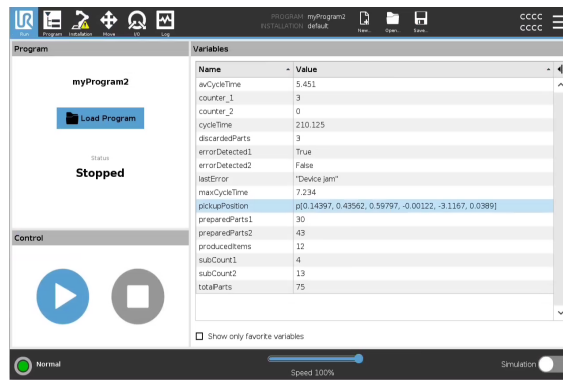 UR
PROGRAM myProgram2
INSTALLATION default
CCCC
CCCC
Run Program Installation Move I/O Log New... Open... Save...
Program
Variables
myProgram2
Load Program
Status
Stopped
Control
Name Value
avCycleTime 5.451
counter_1 3
counter_2 0
cycleTime 210.125
discardedParts 3
errorDetected1 True
errorDetected2 False
lastError "Device jam"
maxCycleTime 7.234
pickupPosition p[0.14397, 0.43562, 0.59797, -0.00122, -3.1167, 0.0389]
preparedParts1 30
preparedParts2 43
producedItems 12
subCount1 4
subCount2 13
totalParts 75
Show only favorite variables
Normal
Speed 100%
Simulation